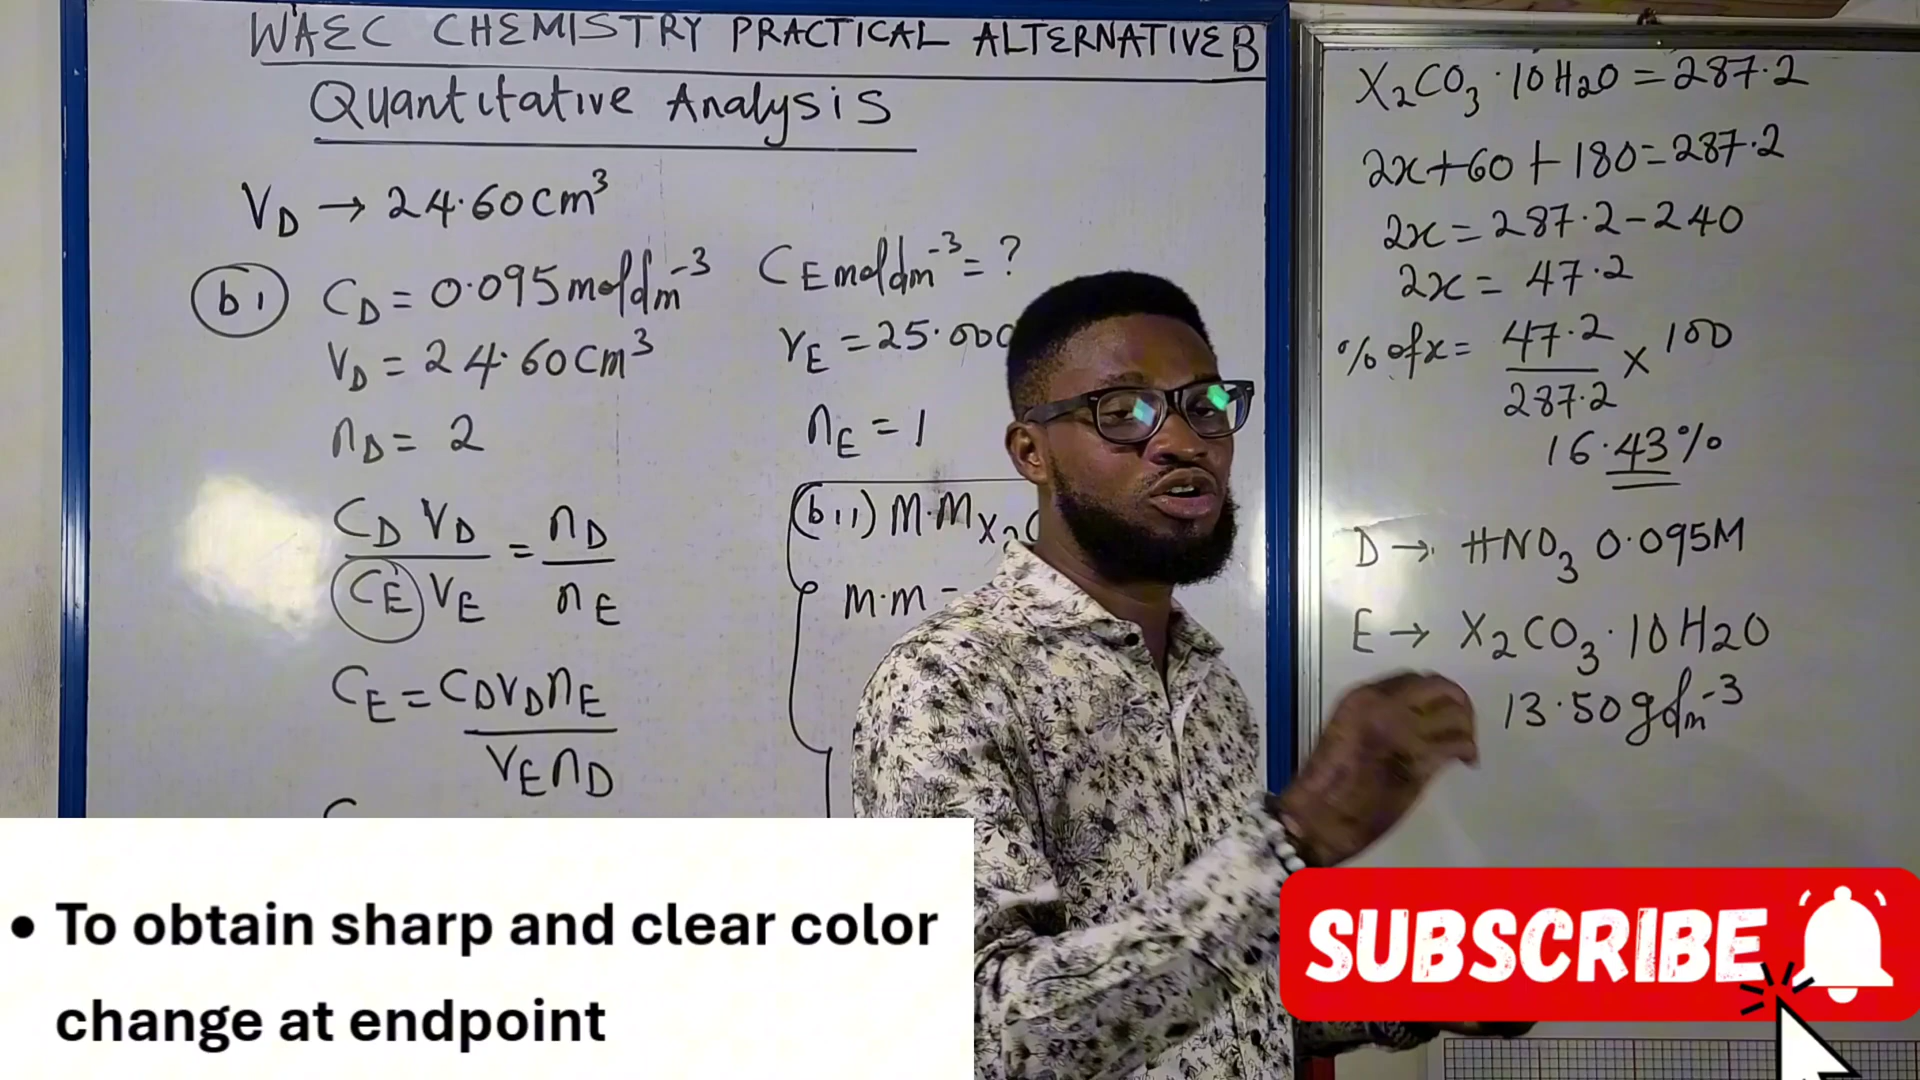 WAEC CHEMISTRY PRACTICAL ALTERNATIVE B
Quantitative Analysis
V_D → 24.60cm³
b1 C_D = 0.095moldm⁻³
V_D = 24.60cm³
n_D = 2
C_D V_D / C_E V_E = n_D / n_E
C_E = C_D V_D n_E / V_E n_D
C_E moldm⁻³ = ?
V_E = 25.00
n_E = 1
(b11) M.M X₂
M.M =
X₂CO₃·10H₂O = 287.2
2x+60+180=287.2
2x = 287.2-240
2x = 47.2
% of x = 47.2 / 287.2 × 100
16.43%
D → HNO₃ 0.095M
E → X₂CO₃·10H₂O
13.50gdm⁻³
• To obtain sharp and clear color
change at endpoint
SUBSCRIBE